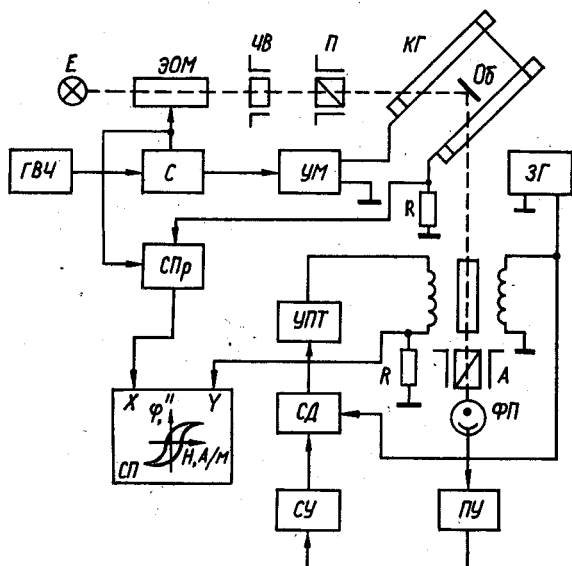 Е
ЭОМ
ЧВ
П
КГ
Об
ГВЧ
С
УМ
R
ЗГ
СПр
УПТ
R
А
ФП
X
Y
φ,"
Н, А/м
СП
СД
СУ
ПУ